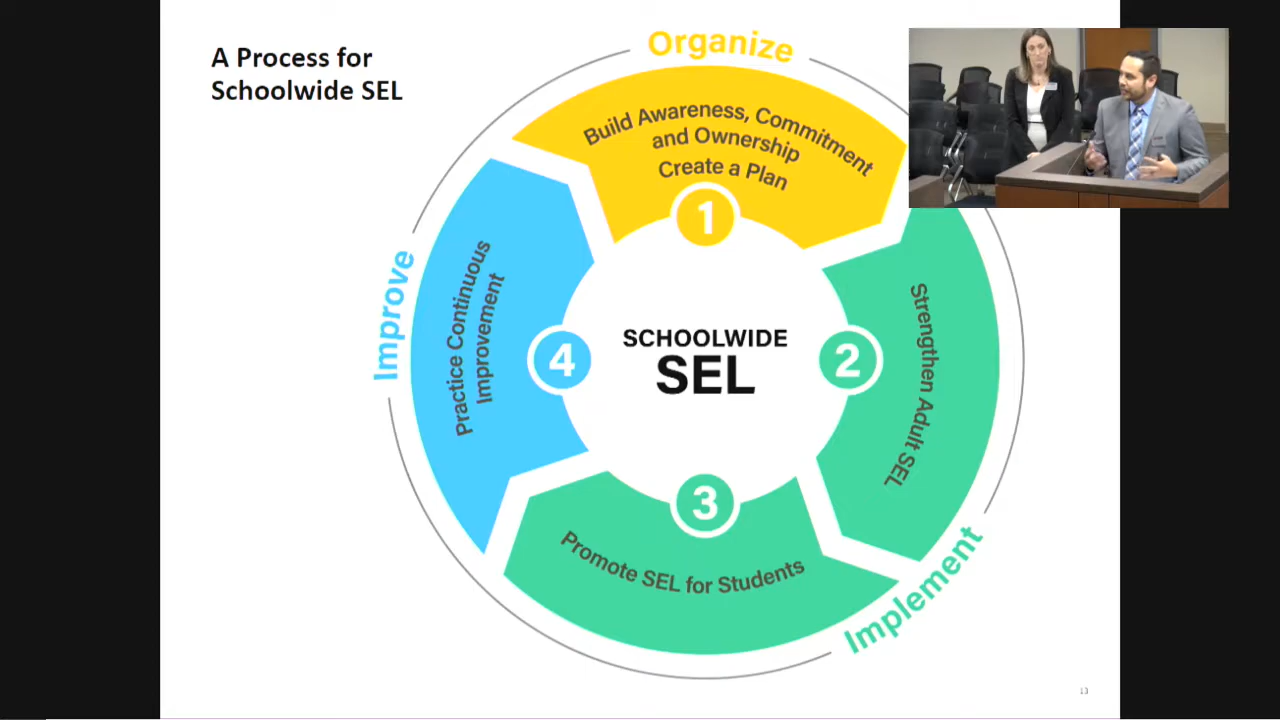 A Process for
Schoolwide SEL
Organize
Build Awareness, Commitment
and Ownership
Create a Plan
1
Strengthen Adult SEL
2
Implement
Promote SEL for Students
3
Improve
Practice Continuous
Improvement
4
SCHOOLWIDE
SEL
13